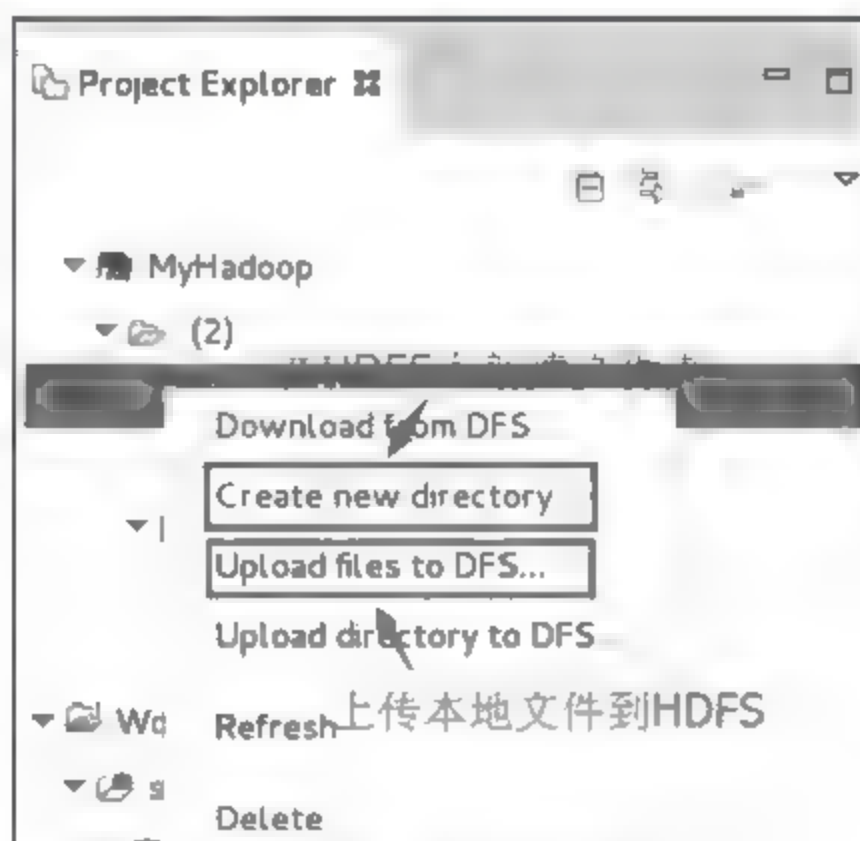 Project Explorer
MyHadoop
(2)
Download from DFS
Create new directory
Upload files to DFS...
Upload directory to DFS
上传本地文件到HDFS
Refresh
Delete